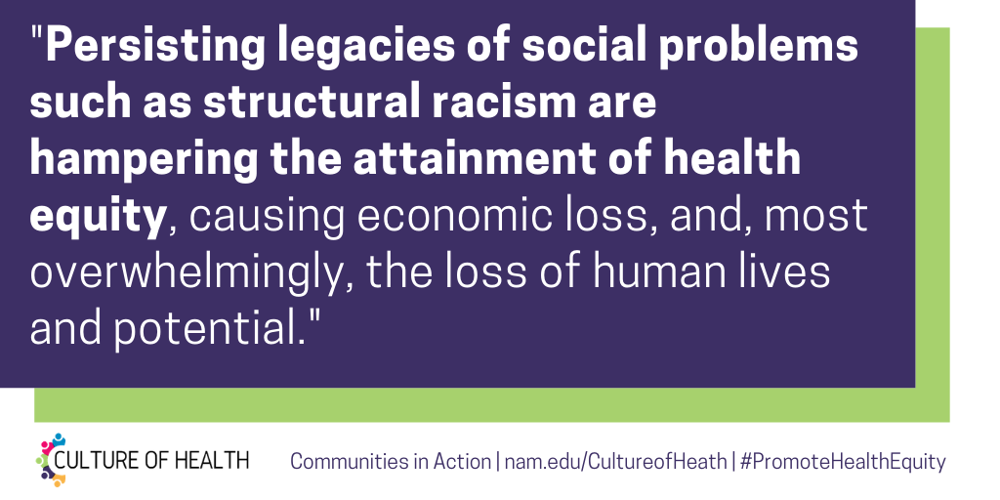 "Persisting legacies of social problems
such as structural racism are
hampering the attainment of health
equity, causing economic loss, and, most
overwhelmingly, the loss of human lives
and potential."
CULTURE OF HEALTH
Communities in Action | nam.edu/CultureofHeath | #PromoteHealthEquity